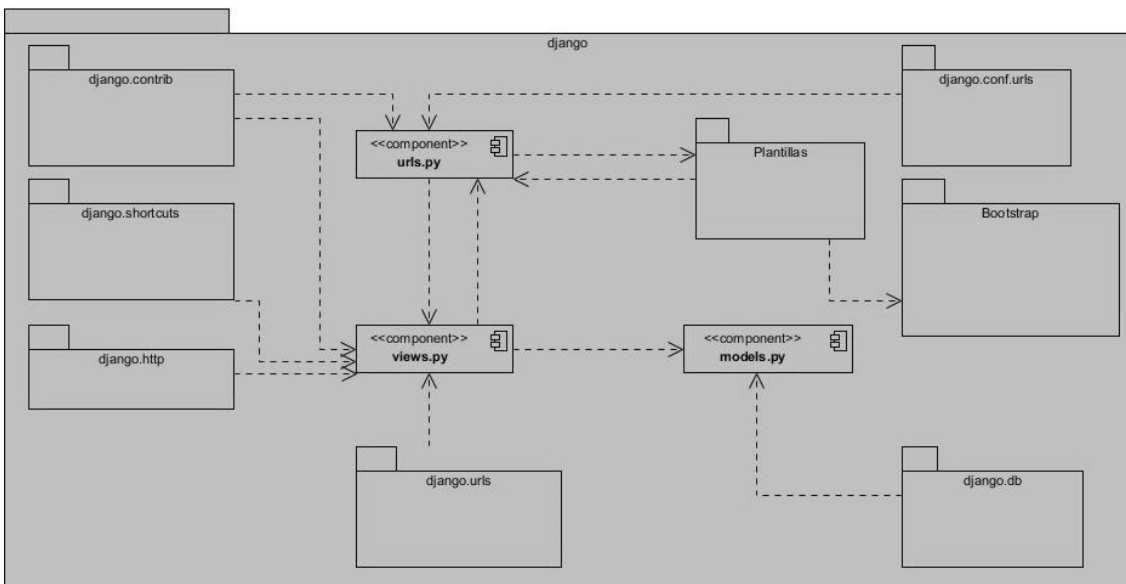 django
django.contrib
django.conf.urls
<<component>>
urls.py
Plantillas
django.shortcuts
Bootstrap
<<component>>
views.py
<<component>>
models.py
django.http
django.urls
django.db